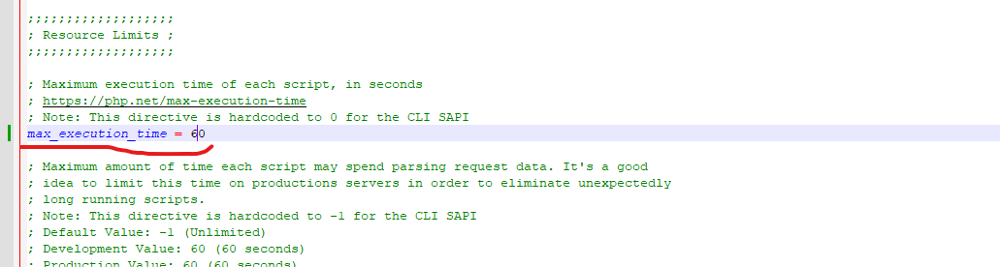 ;;;;;;;;;;;;;;;;;;;
; Resource Limits ;
;;;;;;;;;;;;;;;;;;;
; Maximum execution time of each script, in seconds
; https://php.net/max-execution-time
; Note: This directive is hardcoded to 0 for the CLI SAPI
max_execution_time = 60
; Maximum amount of time each script may spend parsing request data. It's a good
; idea to limit this time on productions servers in order to eliminate unexpectedly
; long running scripts.
; Note: This directive is hardcoded to -1 for the CLI SAPI
; Default Value: -1 (Unlimited)
; Development Value: 60 (60 seconds)
; Production Value: 60 (60 seconds)